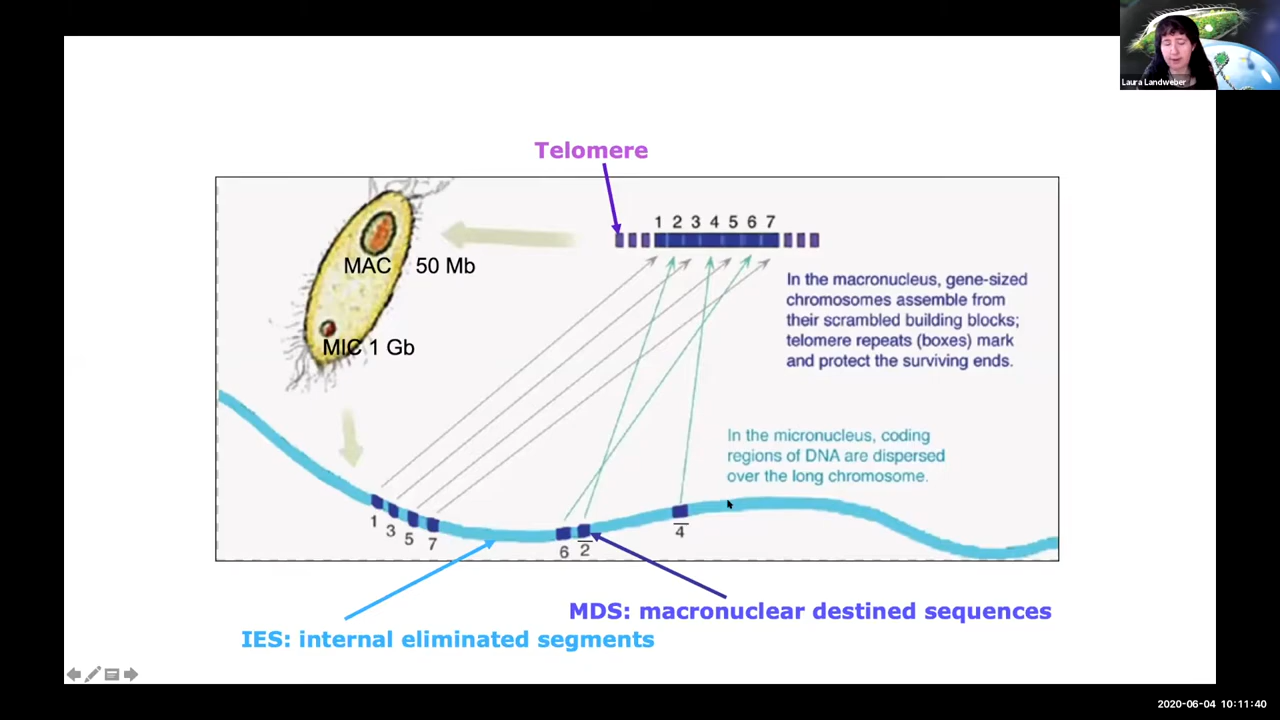 Laura Landweber
Telomere
1 2 3 4 5 6 7
MAC 50 Mb
In the macronucleus, gene-sized
chromosomes assemble from
their scrambled building blocks;
telomere repeats (boxes) mark
and protect the surviving ends.
MIC 1 Gb
In the micronucleus, coding
regions of DNA are dispersed
over the long chromosome.
1 3 5 7 6 2 4
MDS: macronuclear destined sequences
IES: internal eliminated segments
2020-06-04 10:11:40